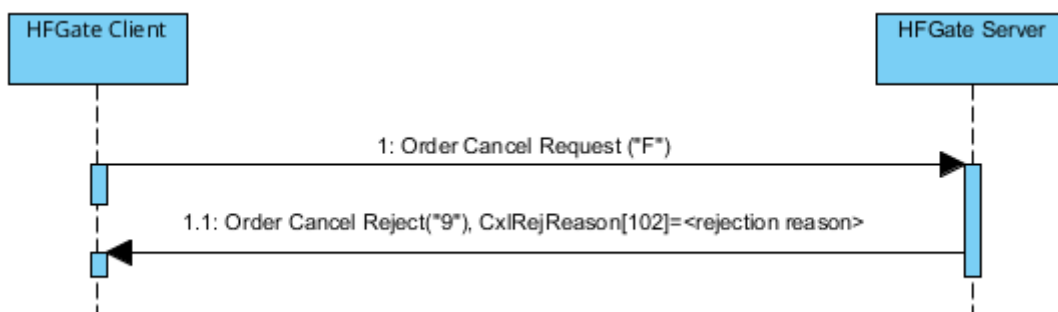 HFGate Client
HFGate Server
1: Order Cancel Request ("F")
1.1: Order Cancel Reject("9"), CxlRejReason[102]=<rejection reason>